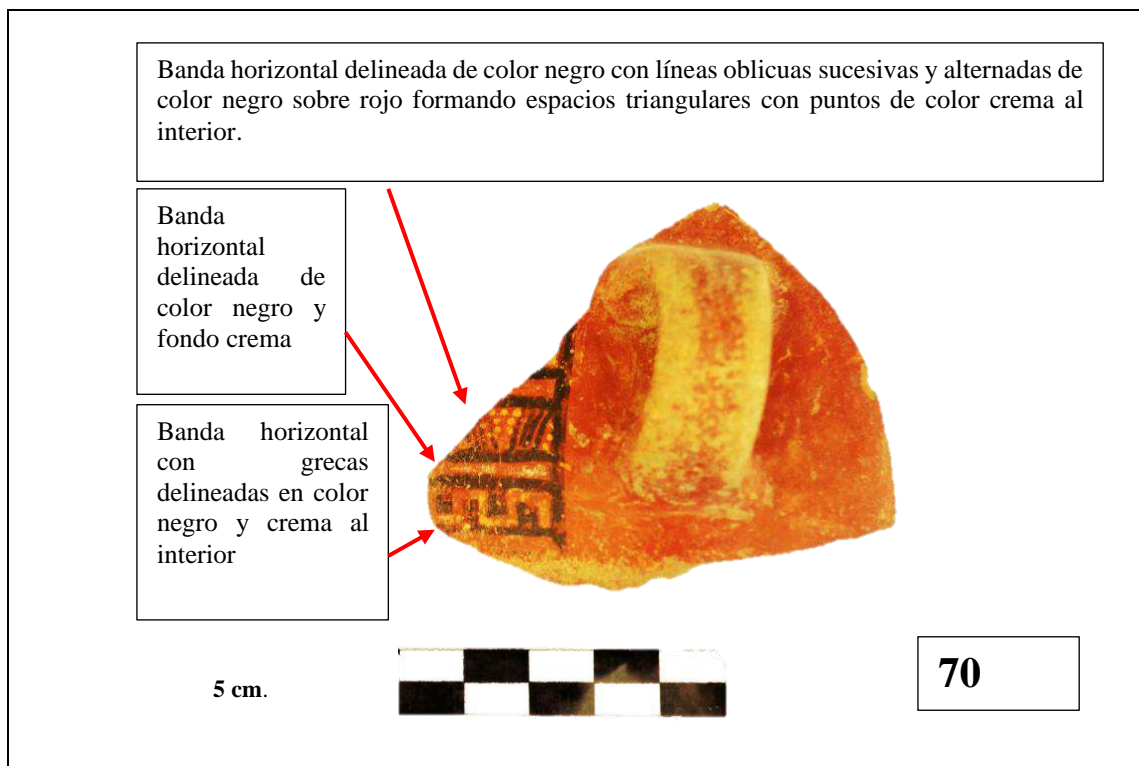 Banda horizontal delineada de color negro con líneas oblicuas sucesivas y alternadas de
color negro sobre rojo formando espacios triangulares con puntos de color crema al
interior.
Banda
horizontal
delineada de
color negro y
fondo crema
Banda horizontal
con grecas
delineadas en color
negro y crema al
interior
5 cm.
70